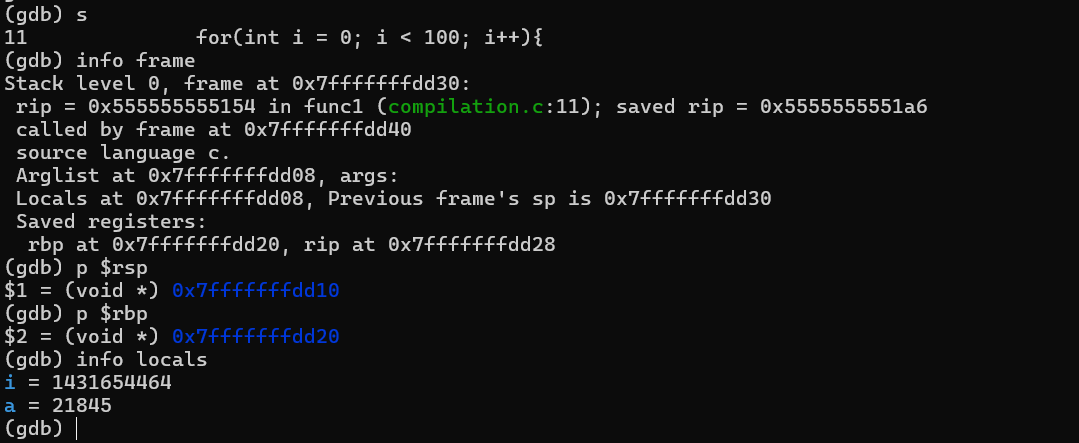 (gdb) s
11              for(int i = 0; i < 100; i++){
(gdb) info frame
Stack level 0, frame at 0x7fffffffdd30:
 rip = 0x555555555154 in func1 (compilation.c:11); saved rip = 0x5555555551a6
 called by frame at 0x7fffffffdd40
 source language c.
 Arglist at 0x7fffffffdd08, args:
 Locals at 0x7fffffffdd08, Previous frame's sp is 0x7fffffffdd30
 Saved registers:
  rbp at 0x7fffffffdd20, rip at 0x7fffffffdd28
(gdb) p $rsp
$1 = (void *) 0x7fffffffdd10
(gdb) p $rbp
$2 = (void *) 0x7fffffffdd20
(gdb) info locals
i = 1431654464
a = 21845
(gdb)